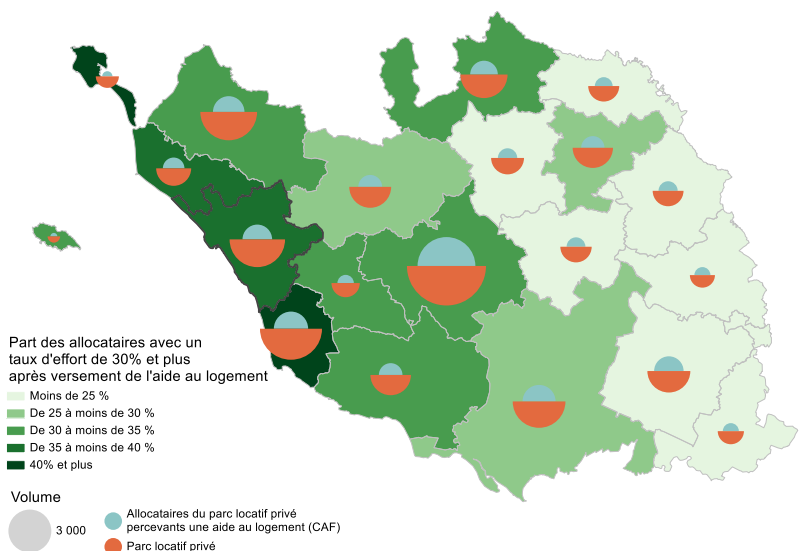 Part des allocataires avec un
taux d'effort de 30% et plus
après versement de l'aide au logement
Moins de 25 %
De 25 à moins de 30 %
De 30 à moins de 35 %
De 35 à moins de 40 %
40% et plus
Volume
3 000
Allocataires du parc locatif privé
percevants une aide au logement (CAF)
Parc locatif privé